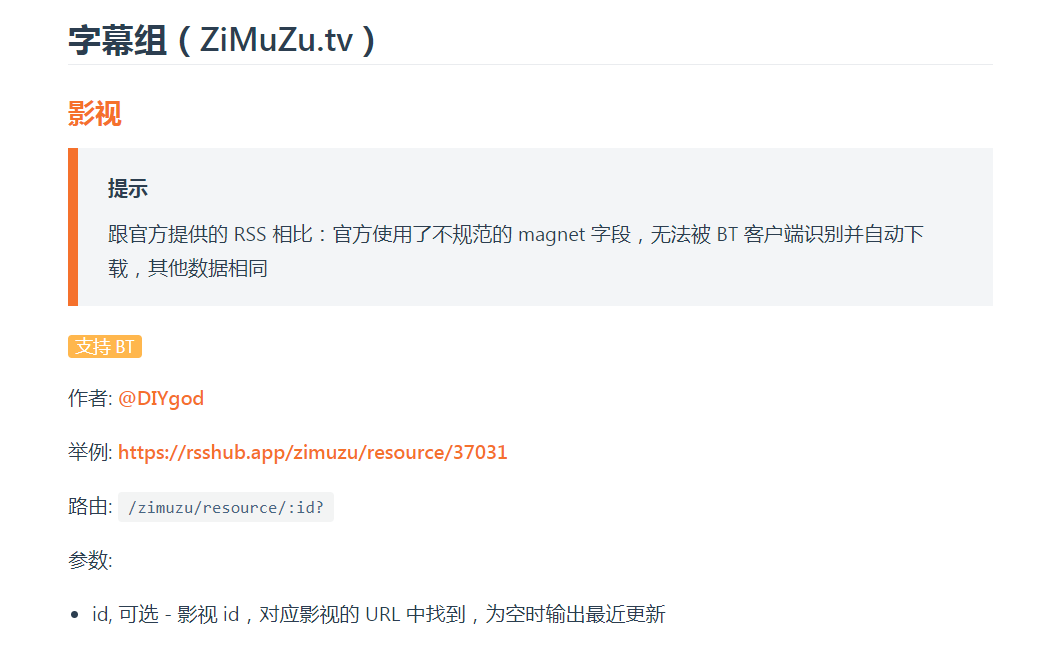 字幕组（ZiMuZu.tv）
影视
提示
跟官方提供的 RSS 相比：官方使用了不规范的 magnet 字段，无法被 BT 客户端识别并自动下
载，其他数据相同
支持 BT
作者: @DIYgod
举例: https://rsshub.app/zimuzu/resource/37031
路由: /zimuzu/resource/:id?
参数:
• id, 可选 - 影视 id，对应影视的 URL 中找到，为空时输出最近更新